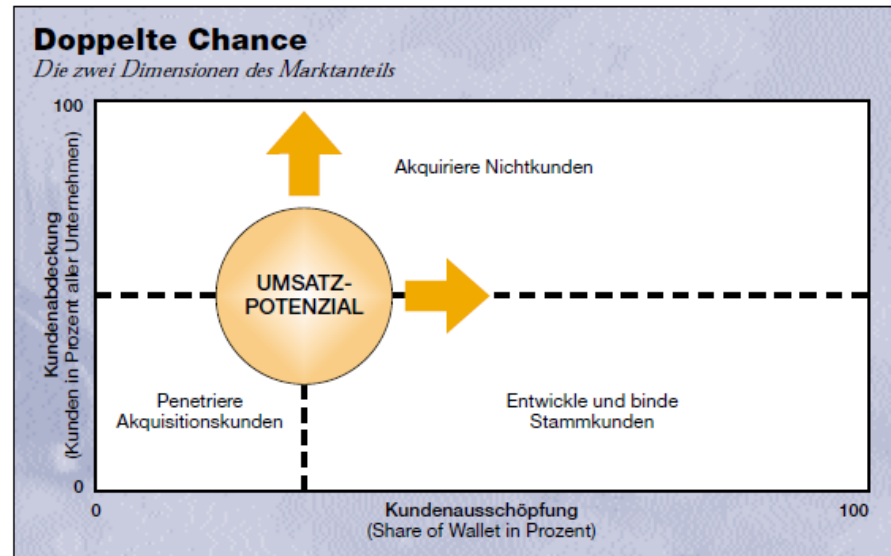 Doppelte Chance
Die zwei Dimensionen des Marktanteils
100
Kundenabdeckung
(Kunden in Prozent aller Unternehmen)
Akquiriere Nichtkunden
UMSATZ-
POTENZIAL
Penetriere
Akquisitionskunden
Entwickle und binde
Stammkunden
0
0
Kundenausschöpfung
(Share of Wallet in Prozent)
100